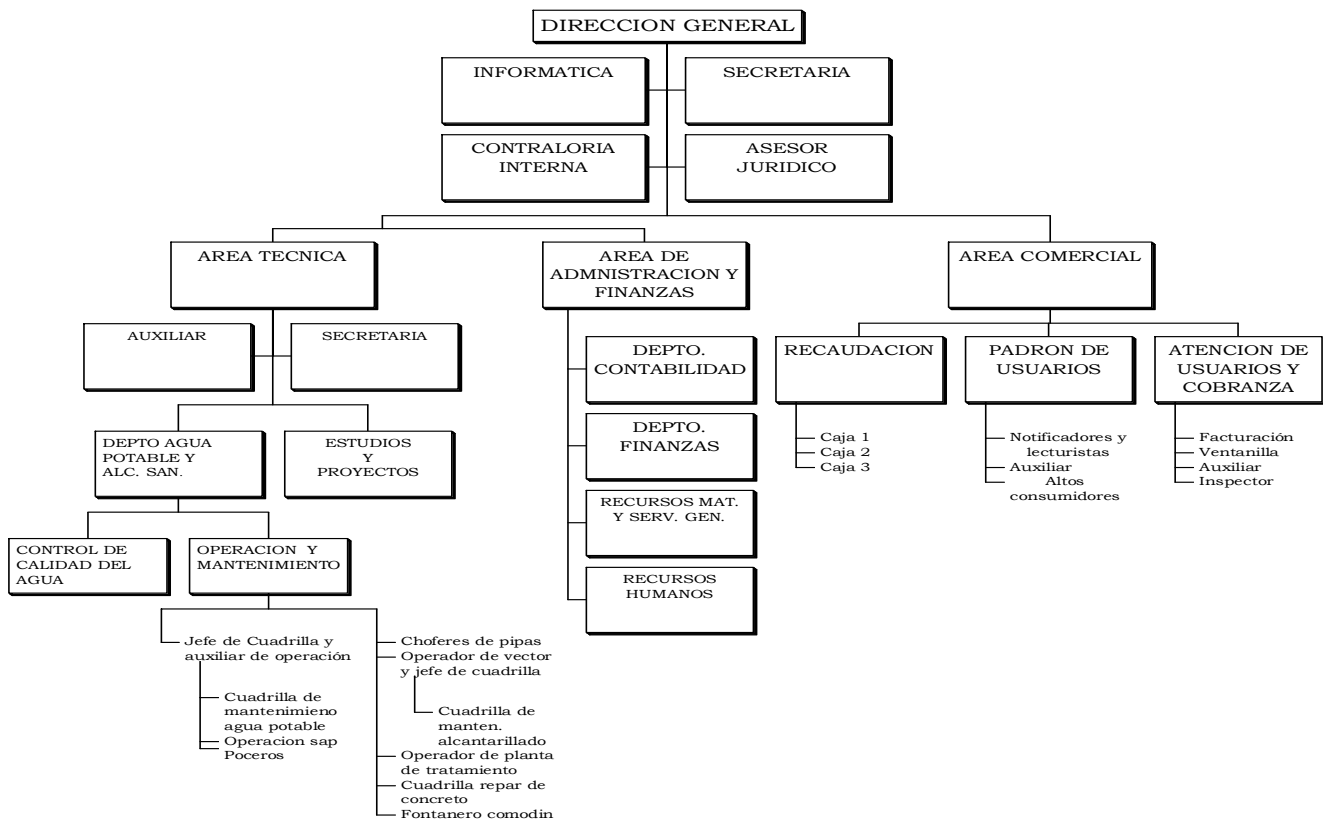 DIRECCION GENERAL
INFORMATICA
SECRETARIA
CONTRALORIA
INTERNA
ASESOR
JURIDICO
AREA TECNICA
AREA DE
ADMNISTRACION Y
FINANZAS
AREA COMERCIAL
AUXILIAR
SECRETARIA
DEPTO.
CONTABILIDAD
RECAUDACION
PADRON DE
USUARIOS
ATENCION DE
USUARIOS Y
COBRANZA
DEPTO AGUA
POTABLE Y
ALC. SAN.
ESTUDIOS
Y
PROYECTOS
DEPTO.
FINANZAS
Caja 1
Caja 2
Caja 3
Notificadores y
lecturistas
Auxiliar
Altos
consumidores
Facturación
Ventanilla
Auxiliar
Inspector
RECURSOS MAT.
Y SERV. GEN.
CONTROL DE
CALIDAD DEL
AGUA
OPERACION Y
MANTENIMIENTO
RECURSOS
HUMANOS
Jefe de Cuadrilla y
auxiliar de operación
Cuadrilla de
mantenimieno
agua potable
Operacion sap
Poceros
Choferes de pipas
Operador de vector
y jefe de cuadrilla
Cuadrilla de
manten.
alcantarillado
Operador de planta
de tratamiento
Cuadrilla repar de
concreto
Fontanero comodin